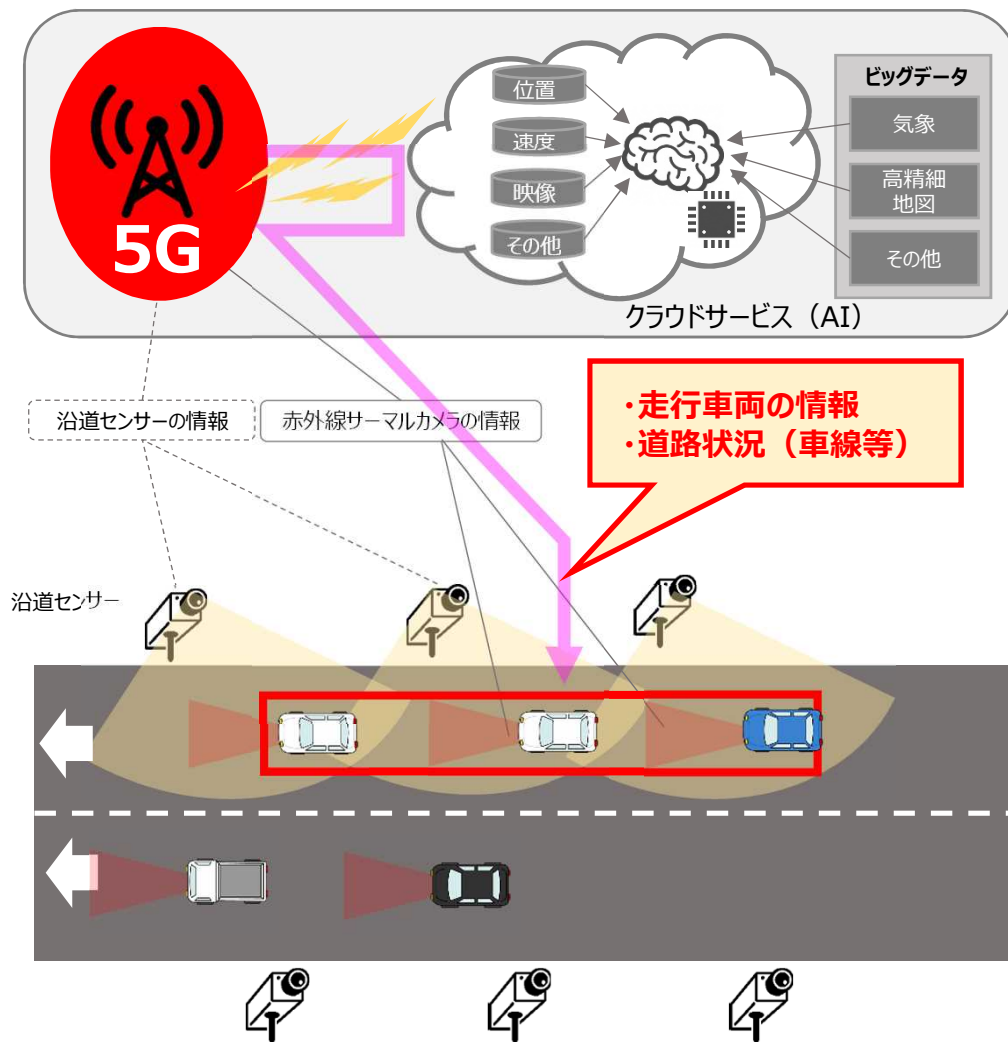 ビッグデータ
位置
気象
速度
高精細
地図
映像
5G
その他
その他
クラウドサービス（AI）
・走行車両の情報
・道路状況（車線等）
沿道センサーの情報
赤外線サーマルカメラの情報
沿道センサー